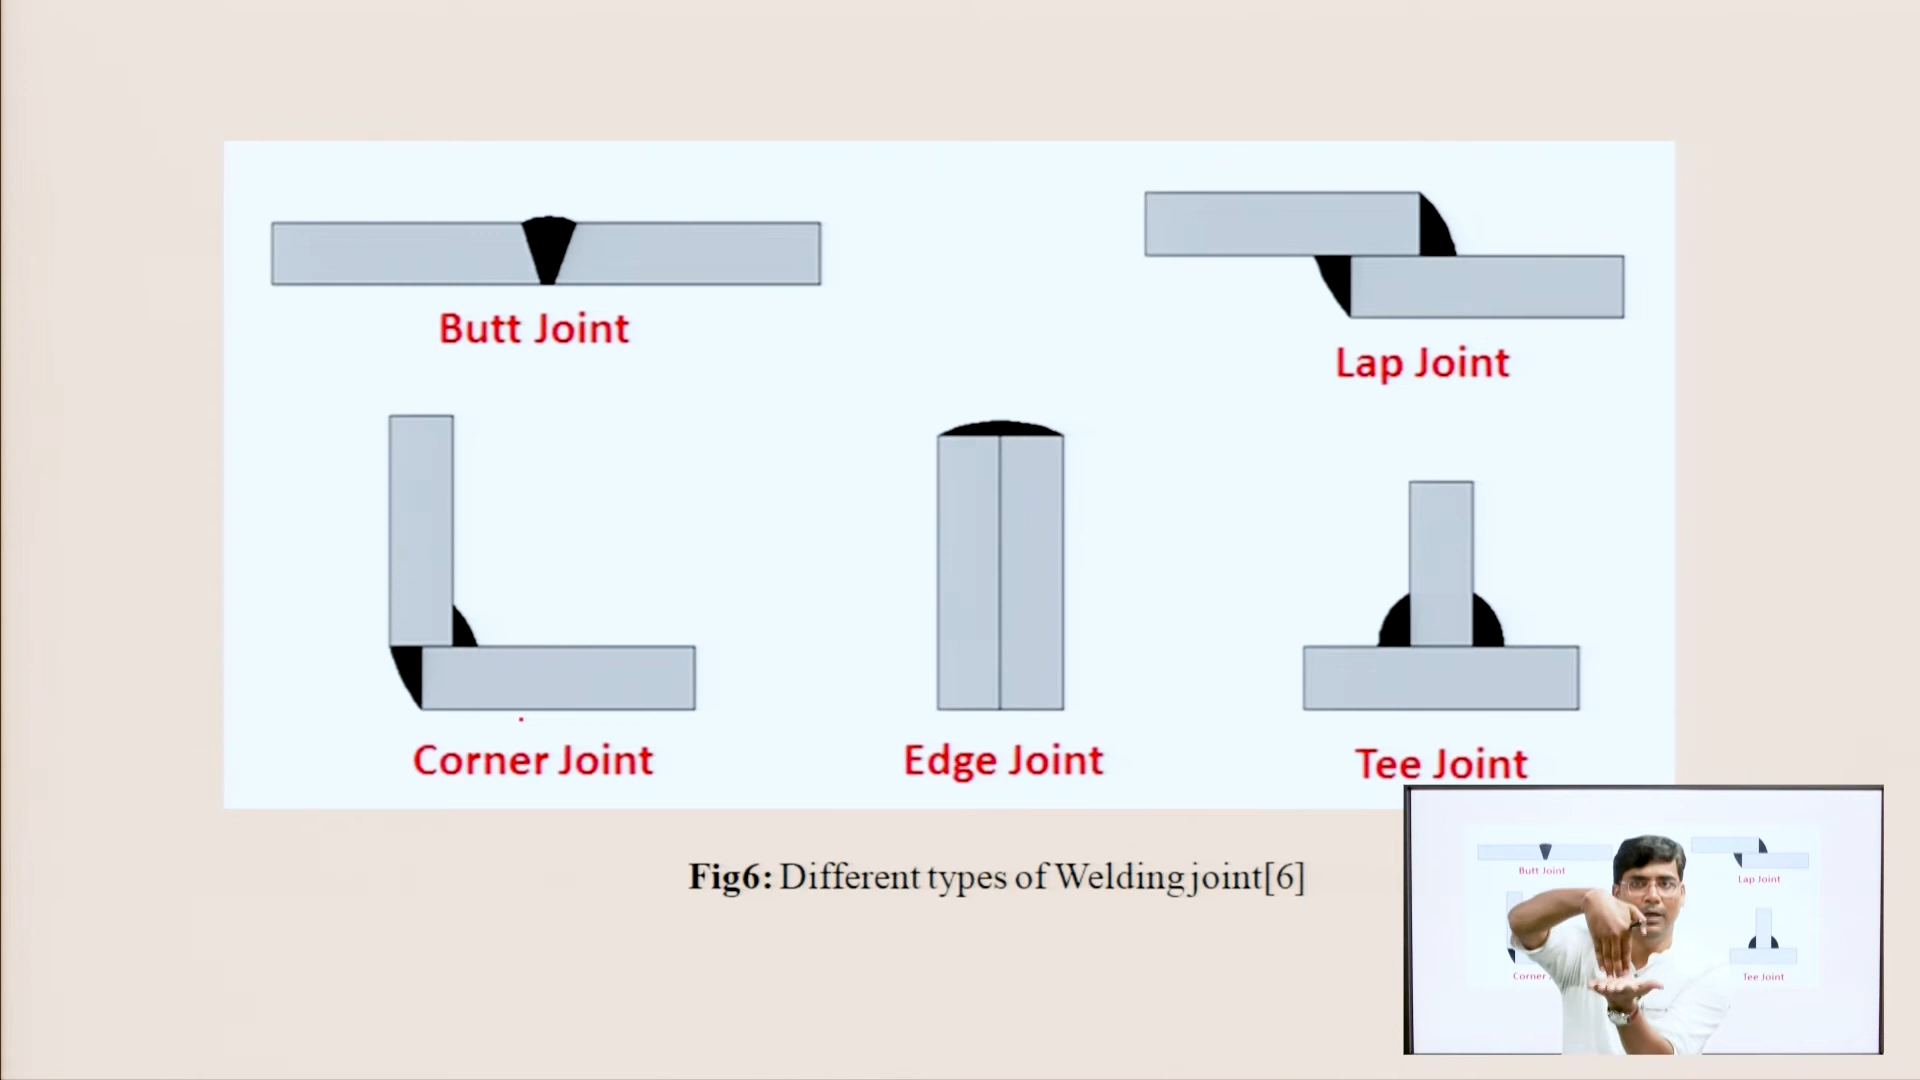 Butt Joint
Lap Joint
Corner Joint
Edge Joint
Tee Joint
Fig6: Different types of Welding joint[6]
Butt Joint
Lap Joint
Corner
Tee Joint